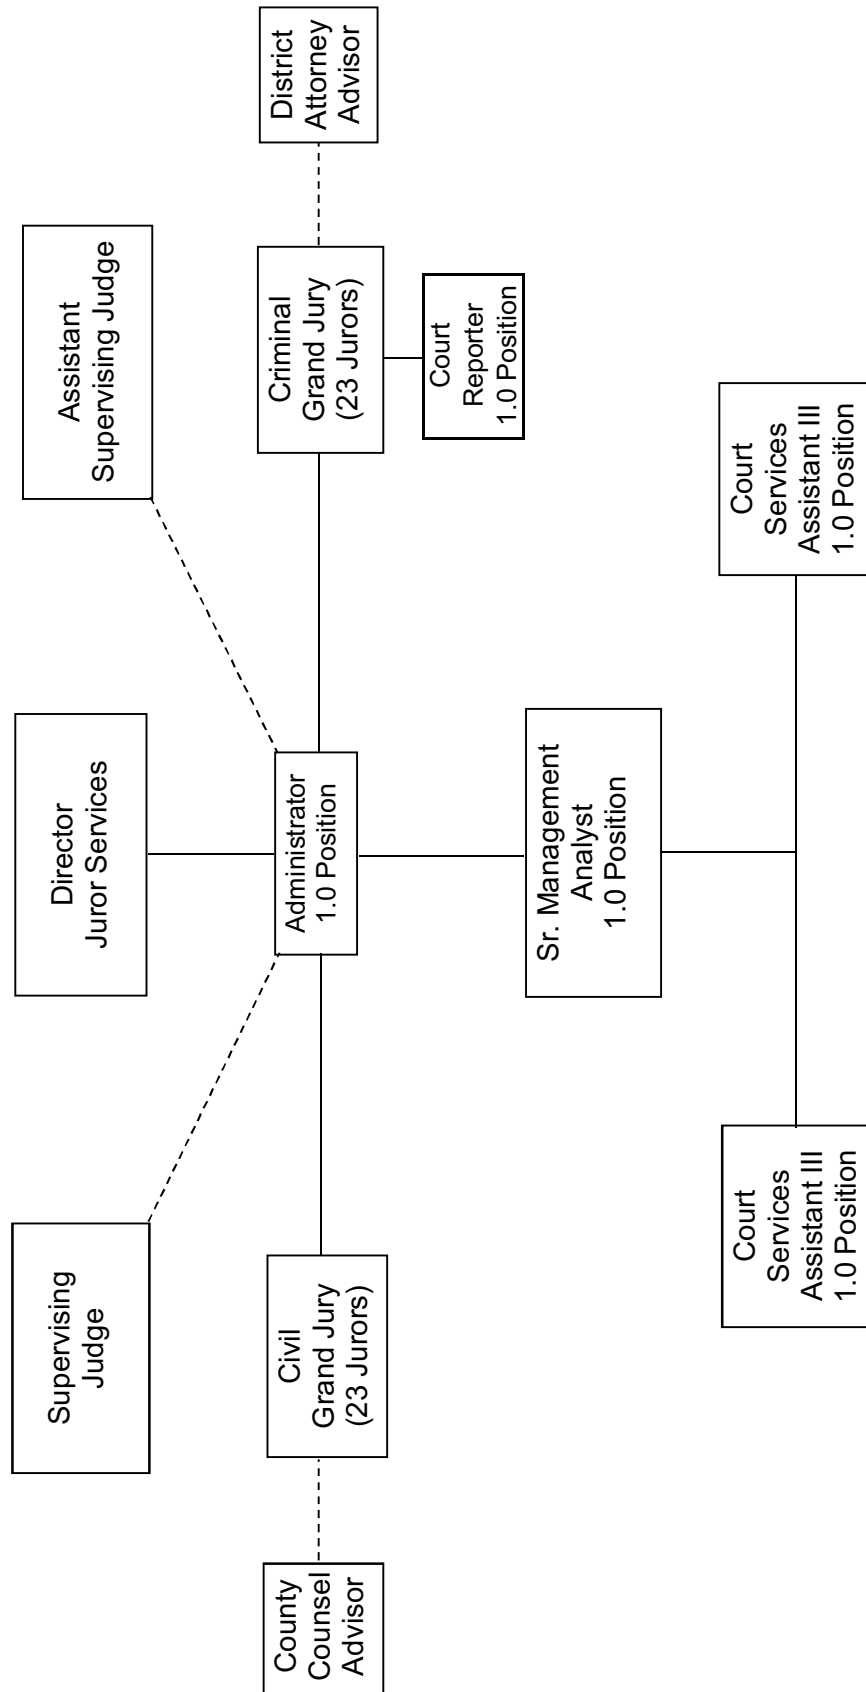 Supervising
Judge
Director
Juror Services
Assistant
Supervising Judge
County
Counsel
Advisor
Civil
Grand Jury
(23 Jurors)
Administrator
1.0 Position
Criminal
Grand Jury
(23 Jurors)
District
Attorney
Advisor
Court
Reporter
1.0 Position
Sr. Management
Analyst
1.0 Position
Court
Services
Assistant III
1.0 Position
Court
Services
Assistant III
1.0 Position